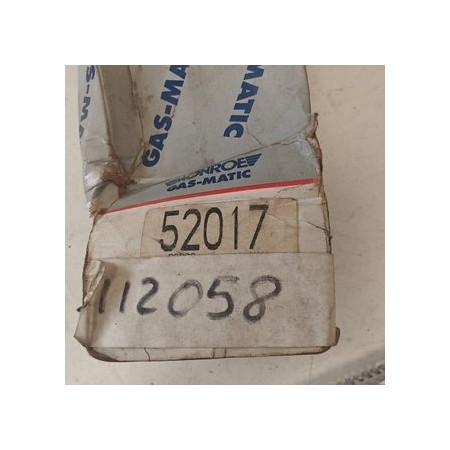 GAS-MA
MATIC
MONROE
GAS-MATIC
52017
112058